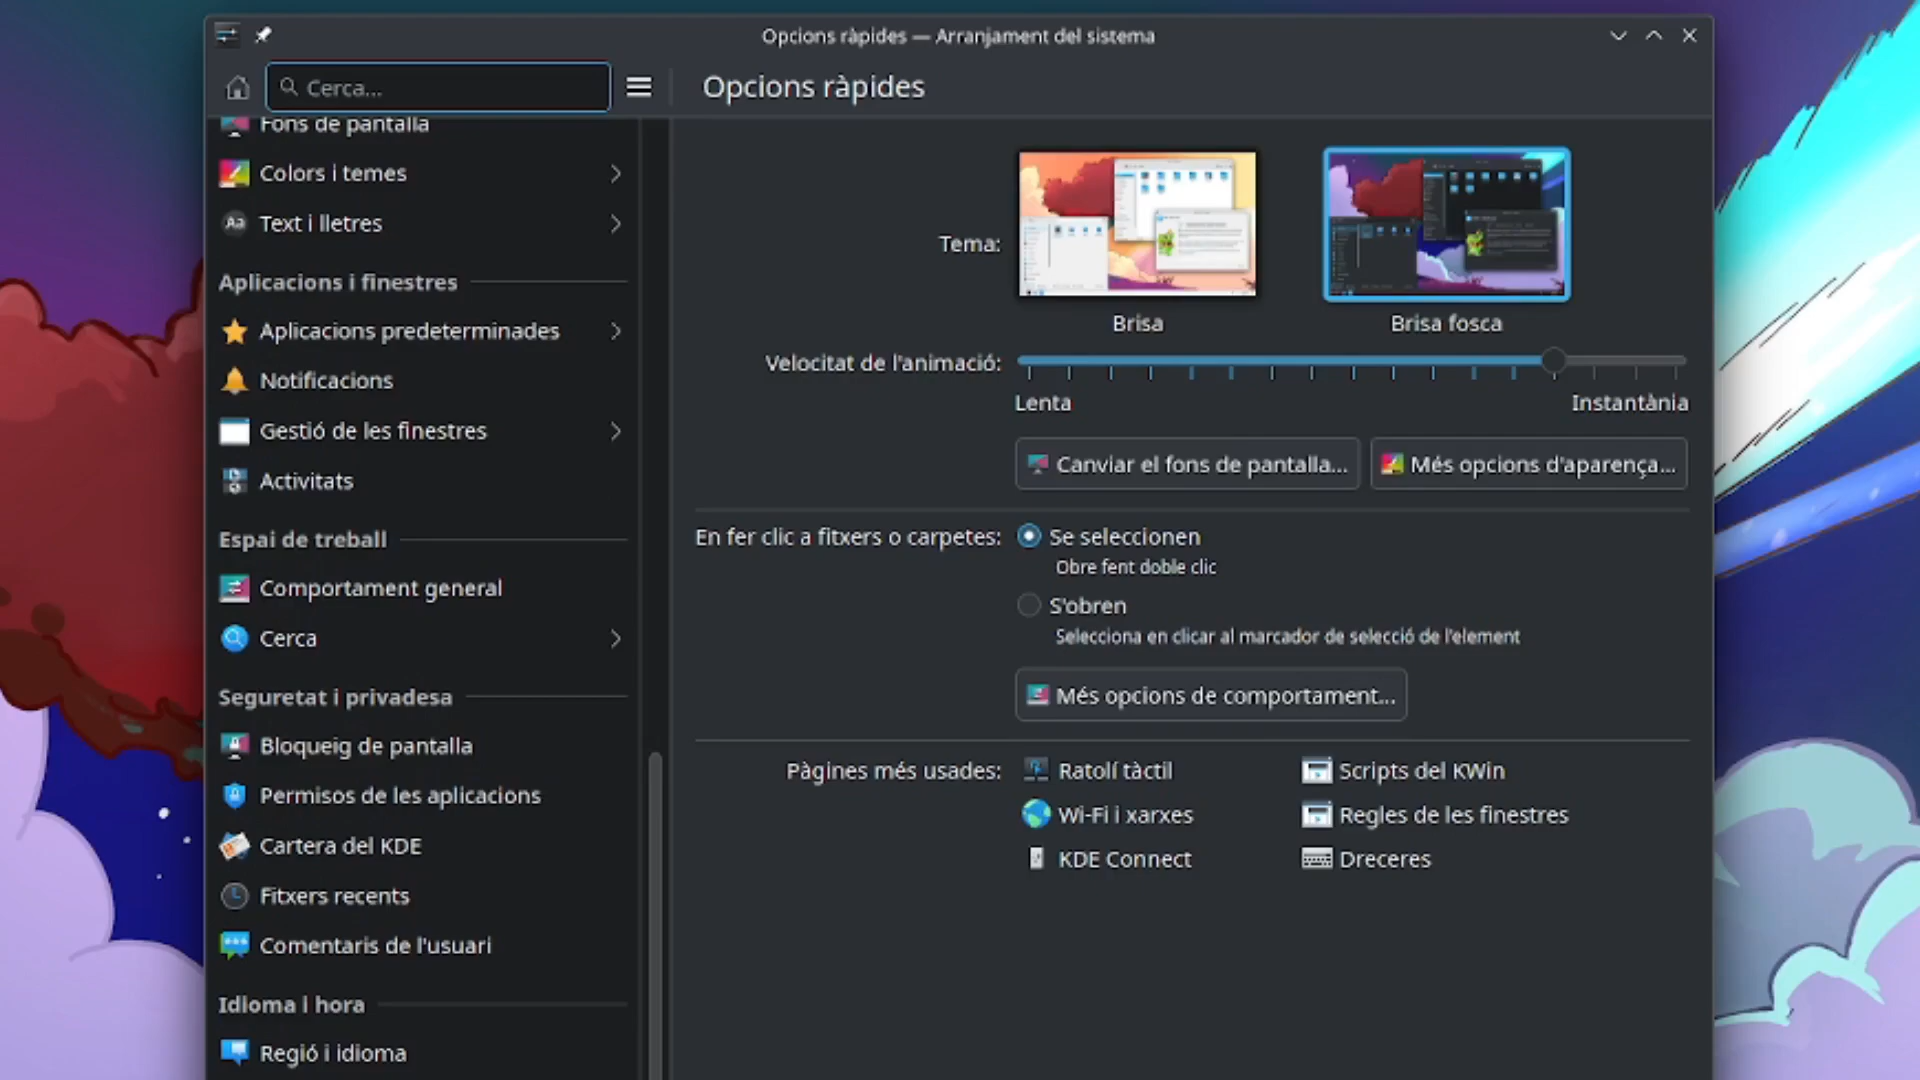 Opcions ràpides — Arranjament del sistema
Cerca...
Opcions ràpides
Fons de pantalla
Colors i temes
Text i lletres
Aplicacions i finestres
Aplicacions predeterminades
Notificacions
Gestió de les finestres
Activitats
Espai de treball
Comportament general
Cerca
Seguretat i privadesa
Bloqueig de pantalla
Permisos de les aplicacions
Cartera del KDE
Fitxers recents
Comentaris de l'usuari
Idioma i hora
Regió i idioma
Tema:
Brisa
Brisa fosca
Velocitat de l'animació:
Lenta
Instantània
Canviar el fons de pantalla...
Més opcions d'aparença...
En fer clic a fitxers o carpetes:
Se seleccionen
Obre fent doble clic
S'obren
Selecciona en clicar al marcador de selecció de l'element
Més opcions de comportament...
Pàgines més usades:
Ratolí tàctil
Scripts del KWin
Wi-Fi i xarxes
Regles de les finestres
KDE Connect
Dreceres